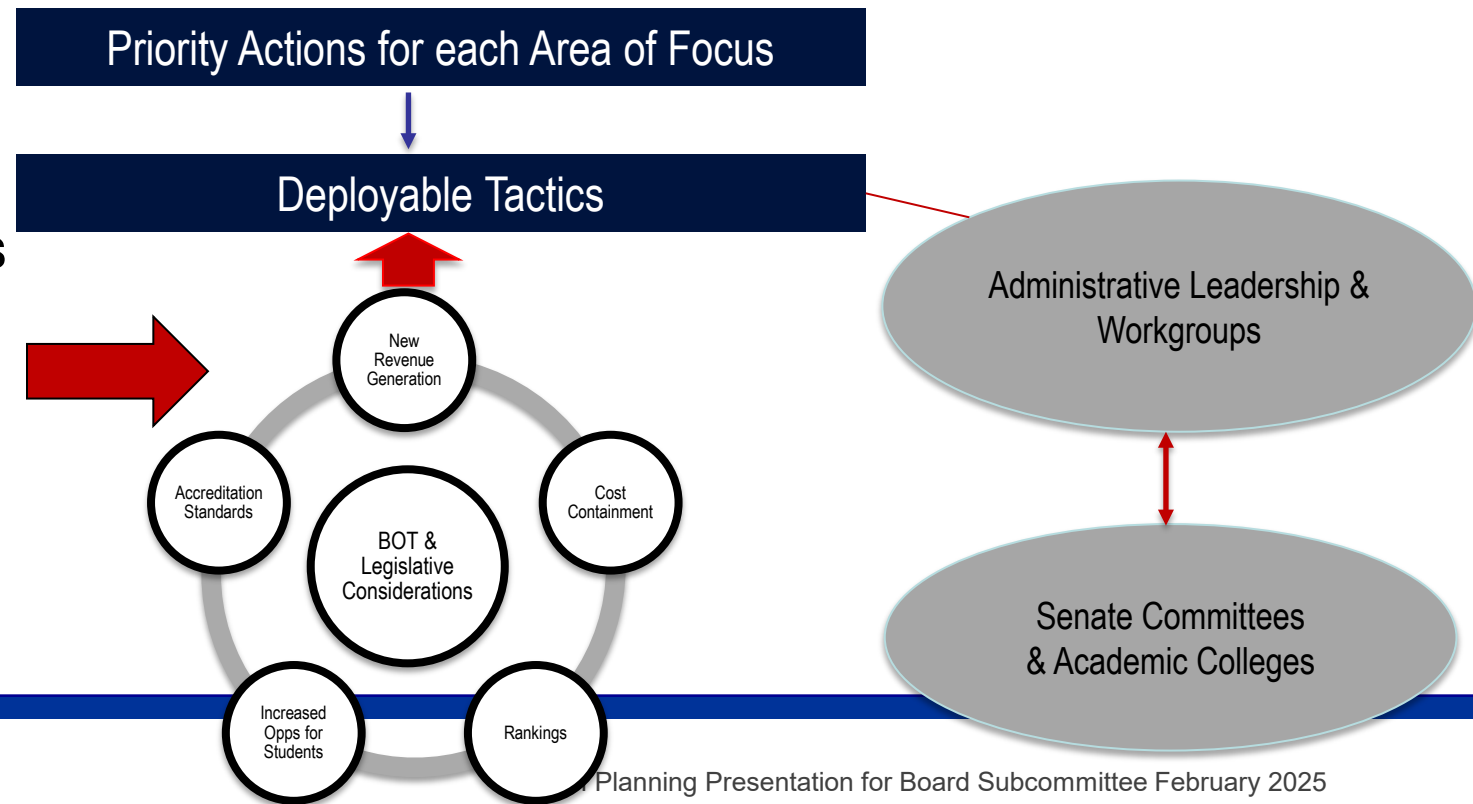 Priority Actions for each Area of Focus
Deployable Tactics
s
New
Revenue
Generation
Accreditation
Standards
Cost
Containment
BOT &
Legislative
Considerations
Increased
Opps for
Students
Rankings
Administrative Leadership &
Workgroups
Senate Committees
& Academic Colleges
Planning Presentation for Board Subcommittee February 2025